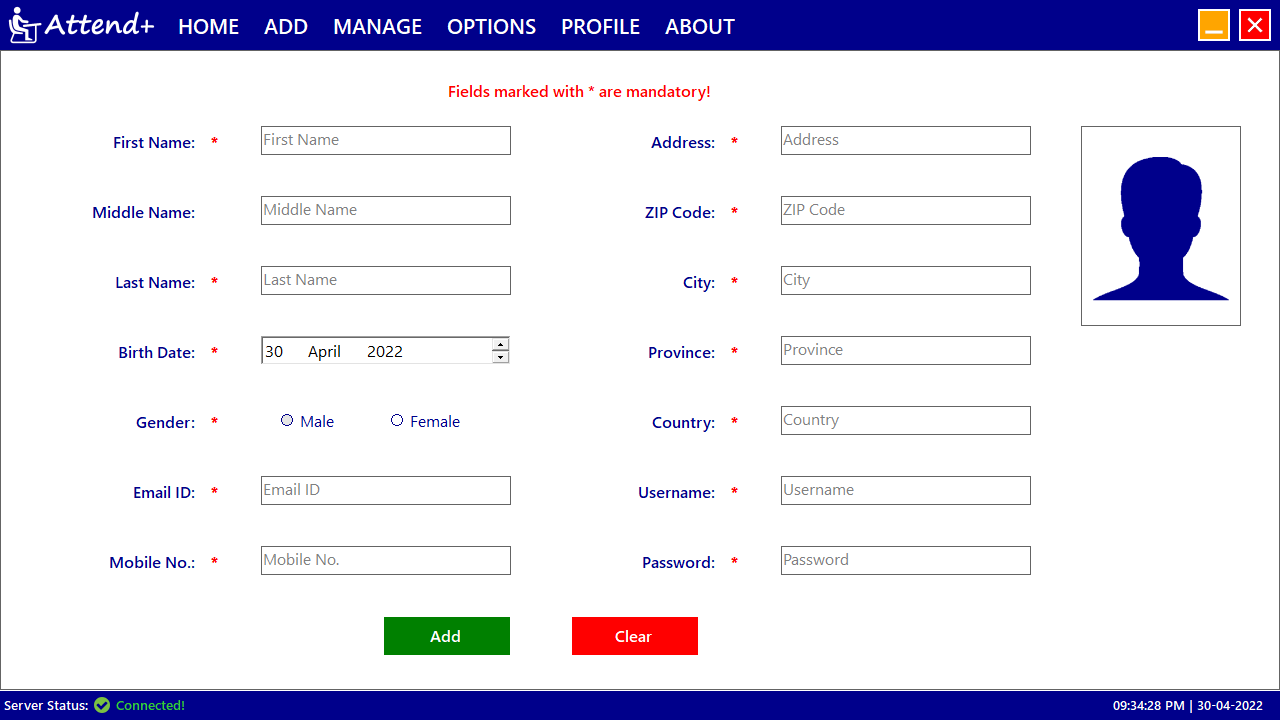 Attend+ HOME ADD MANAGE OPTIONS PROFILE ABOUT
Fields marked with * are mandatory!
First Name: * First Name Address: * Address
Middle Name: Middle Name ZIP Code: * ZIP Code
Last Name: * Last Name City: * City
Birth Date: * 30 April 2022 Province: * Province
Gender: * Male Female Country: * Country
Email ID: * Email ID Username: * Username
Mobile No.: * Mobile No. Password: * Password
Add Clear
Server Status: Connected! 09:34:28 PM | 30-04-2022